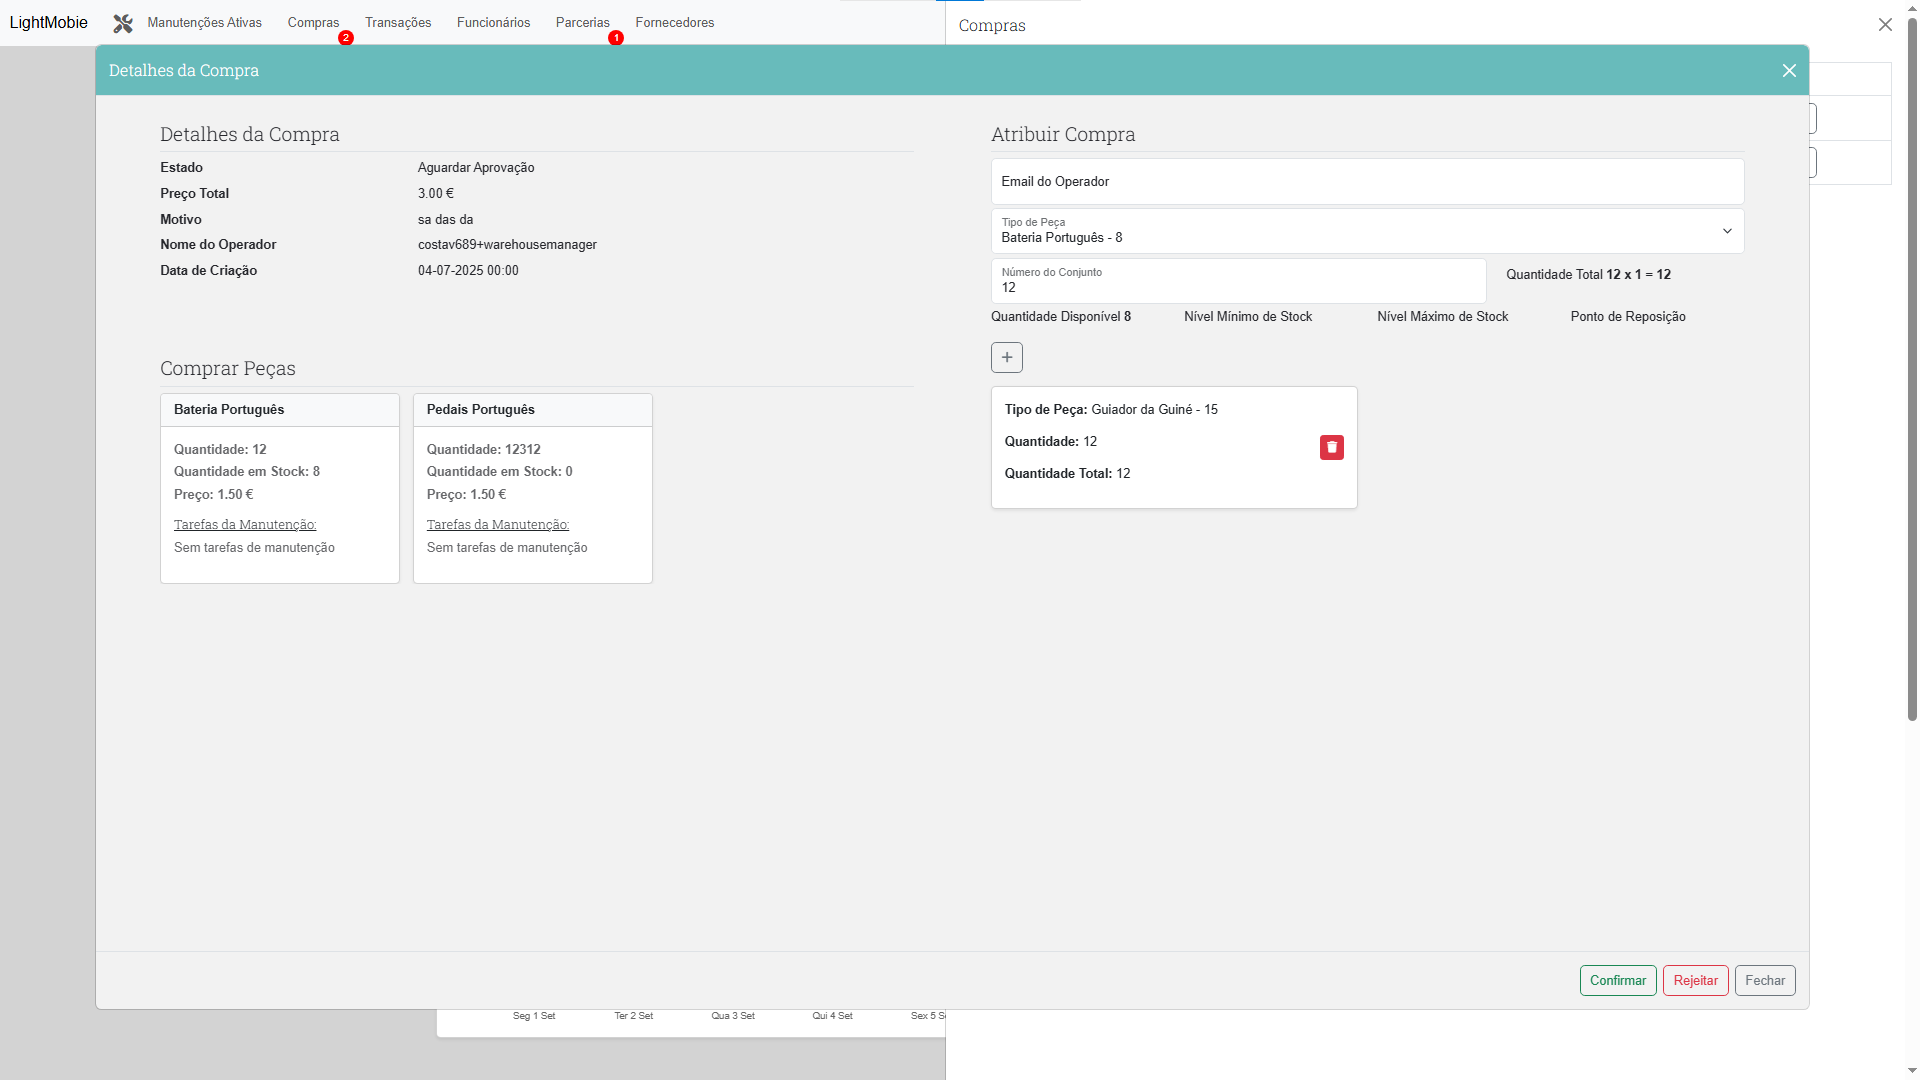 LightMobie
Manutenções Ativas
Compras
2
Transações
Funcionários
Parcerias
1
Fornecedores
Compras
Detalhes da Compra
Detalhes da Compra
Estado Aguardar Aprovação
Preço Total 3.00 €
Motivo sa das da
Nome do Operador costav689+warehousemanager
Data de Criação 04-07-2025 00:00
Comprar Peças
Bateria Português
Quantidade: 12
Quantidade em Stock: 8
Preço: 1.50 €
Tarefas da Manutenção:
Sem tarefas de manutenção
Pedais Português
Quantidade: 12312
Quantidade em Stock: 0
Preço: 1.50 €
Tarefas da Manutenção:
Sem tarefas de manutenção
Atribuir Compra
Email do Operador
Tipo de Peça
Bateria Português - 8
Número do Conjunto
12
Quantidade Total 12 x 1 = 12
Quantidade Disponível 8
Nível Mínimo de Stock
Nível Máximo de Stock
Ponto de Reposição
Tipo de Peça: Guiador da Guiné - 15
Quantidade: 12
Quantidade Total: 12
Confirmar
Rejeitar
Fechar
Seg 1 Set
Ter 2 Set
Qua 3 Set
Qui 4 Set
Sex 5